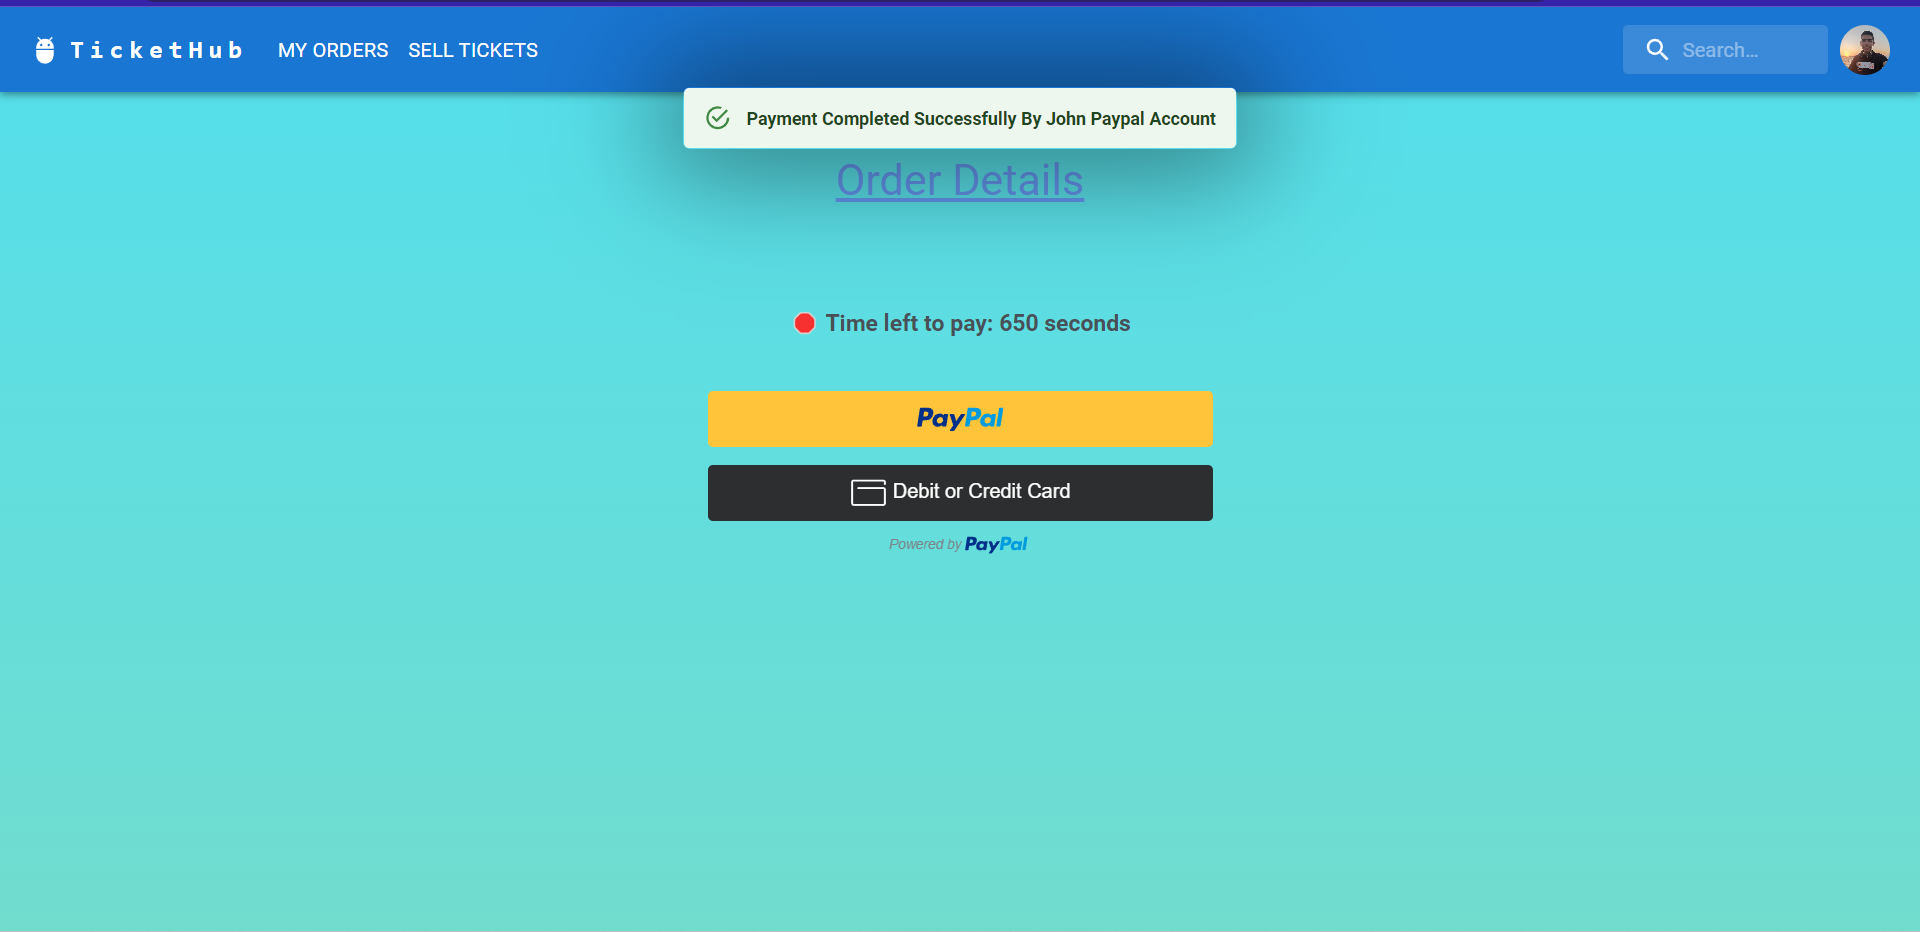 TicketHub MY ORDERS SELL TICKETS Search...
Payment Completed Successfully By John Paypal Account
Order Details
Time left to pay: 650 seconds
PayPal
Debit or Credit Card
Powered by PayPal